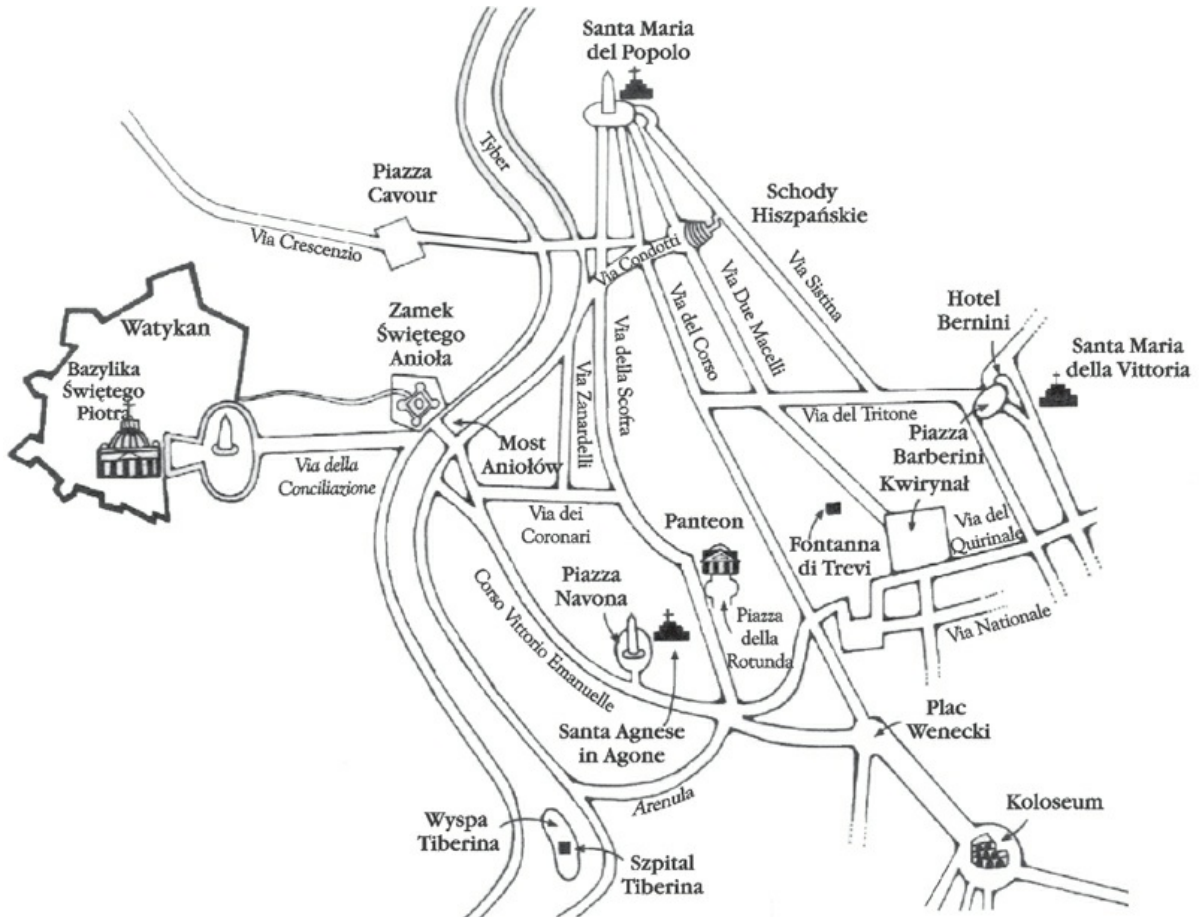 Santa Maria
del Popolo
Tyber
Piazza
Cavour
Via Crescenzio
Schody
Hiszpańskie
Via Condotti
Via Sistina
Via Due Macelli
Via del Corso
Via della Scofra
Via Zanardelli
Hotel
Bernini
Santa Maria
della Vittoria
Watykan
Bazylika
Świętego
Piotra
Zamek
Świętego
Anioła
Via della
Conciliazione
Most
Aniołów
Via del Tritone
Piazza
Barberini
Via dei
Coronari
Panteon
Kwirynał
Via del
Quirinale
Fontanna
di Trevi
Piazza
Navona
Piazza
della
Rotunda
Via Nationale
Corso Vittorio Emanuelle
Santa Agnese
in Agone
Plac
Wenecki
Arenula
Koloseum
Wyspa
Tiberina
Szpital
Tiberina